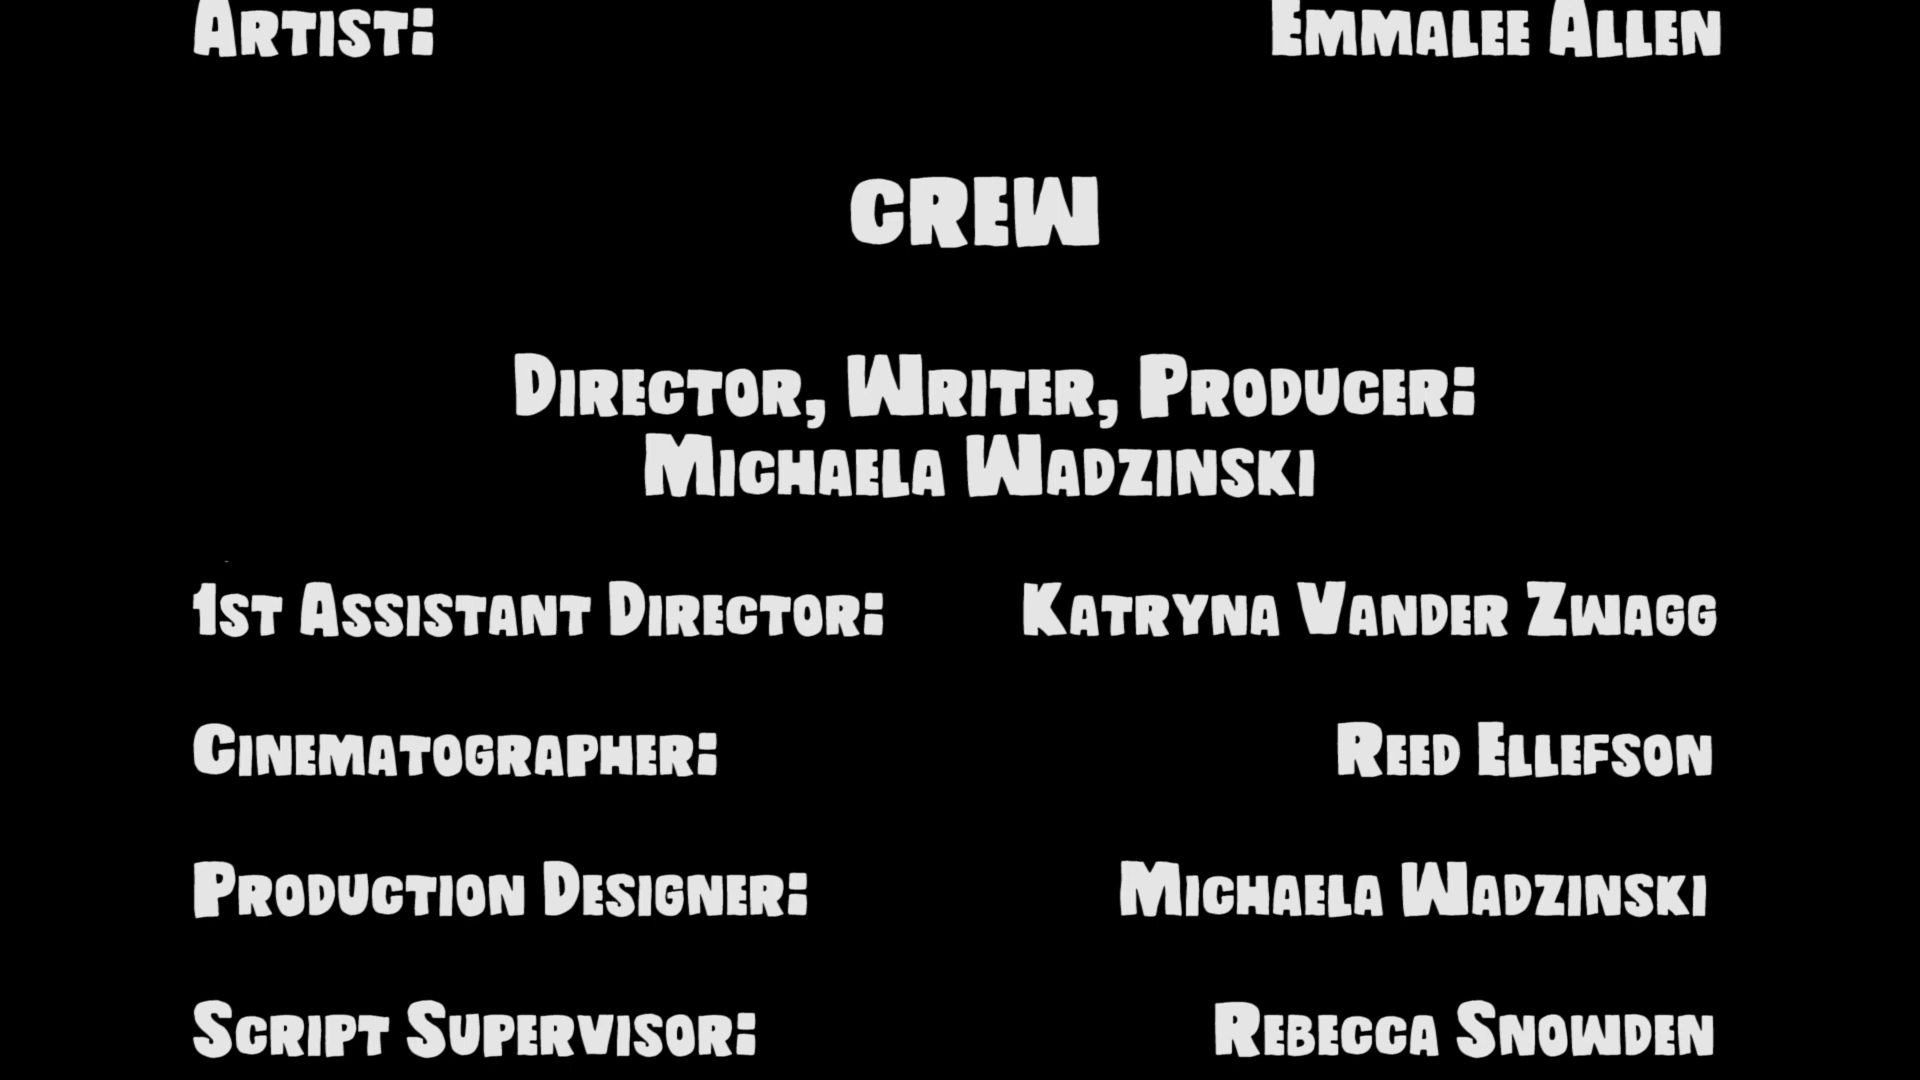 Artist: Emmalee Allen
CREW
Director, Writer, Producer:
Michaela Wadzinski
1st Assistant Director: Katryna Vander Zwagg
Cinematographer: Reed Ellefson
Production Designer: Michaela Wadzinski
Script Supervisor: Rebecca Snowden